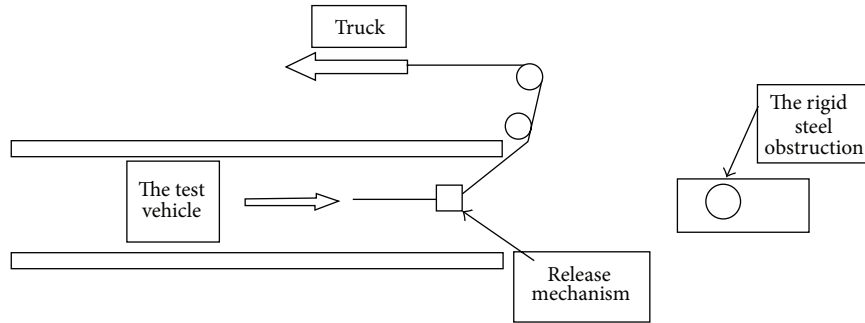 Truck
The rigid
steel
obstruction
The test
vehicle
Release
mechanism